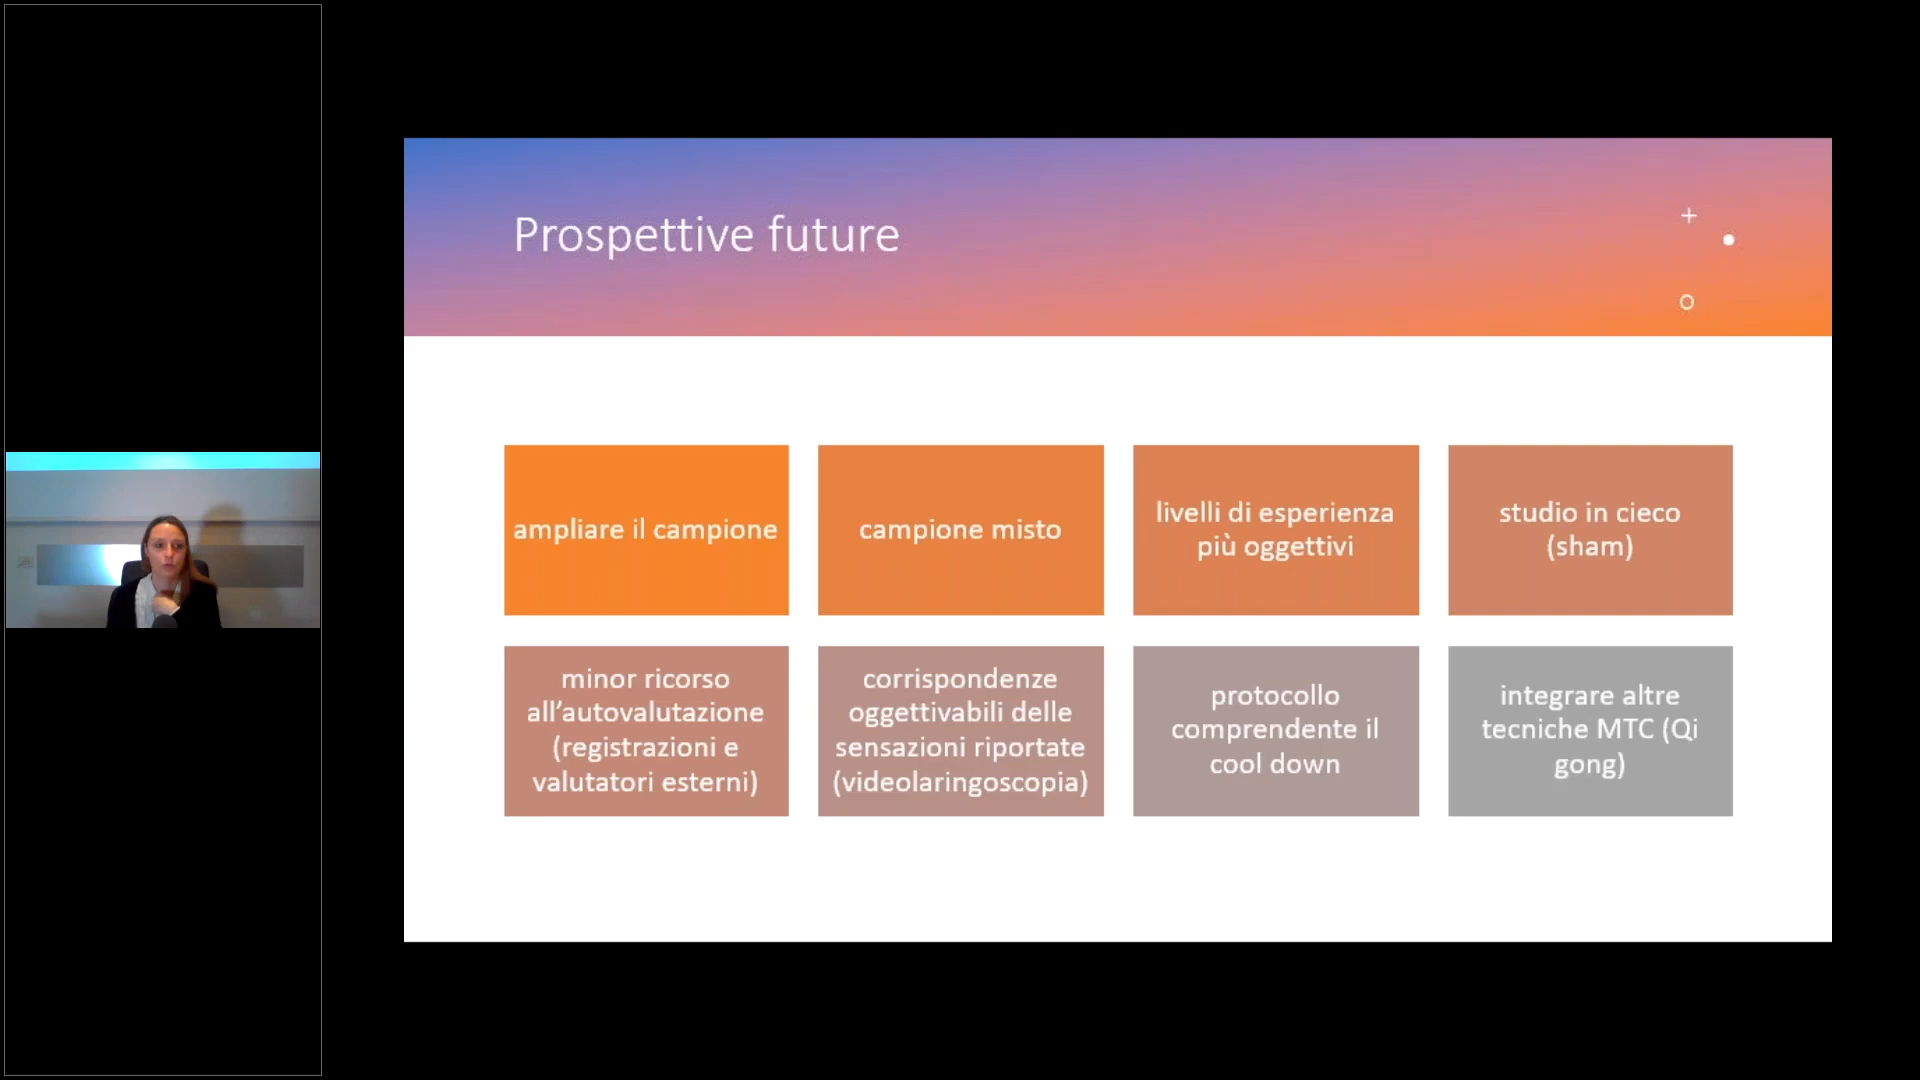 Prospettive future
ampliare il campione
campione misto
livelli di esperienza
più oggettivi
studio in cieco
(sham)
minor ricorso
all’autovalutazione
(registrazioni e
valutatori esterni)
corrispondenze
oggettivabili delle
sensazioni riportate
(videolaringoscopia)
protocollo
comprendente il
cool down
integrare altre
tecniche MTC (Qi
gong)